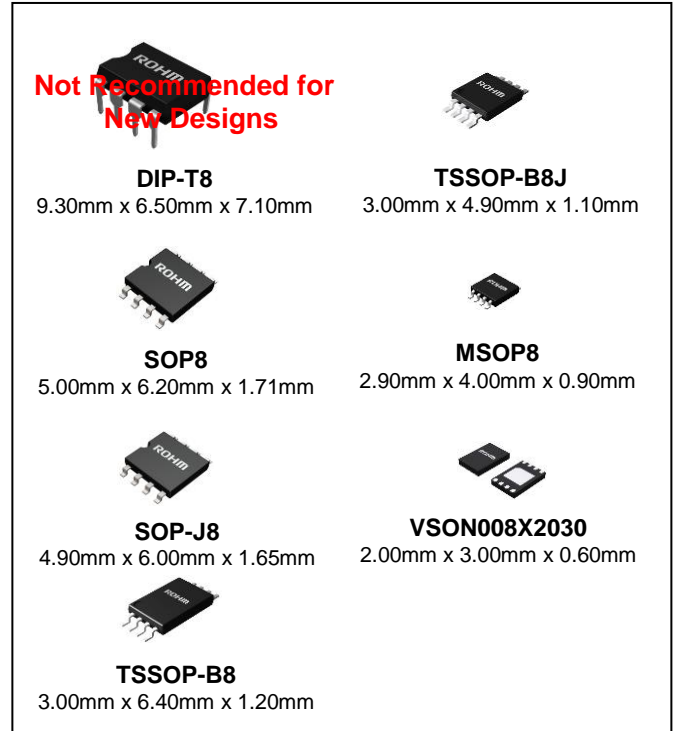 ROHM
Not Recommended for
New Designs
DIP-T8
9.30mm x 6.50mm x 7.10mm
ROHM
TSSOP-B8J
3.00mm x 4.90mm x 1.10mm
ROHM
SOP8
5.00mm x 6.20mm x 1.71mm
ROHM
MSOP8
2.90mm x 4.00mm x 0.90mm
ROHM
SOP-J8
4.90mm x 6.00mm x 1.65mm
ROHM
VSON008X2030
2.00mm x 3.00mm x 0.60mm
ROHM
TSSOP-B8
3.00mm x 6.40mm x 1.20mm